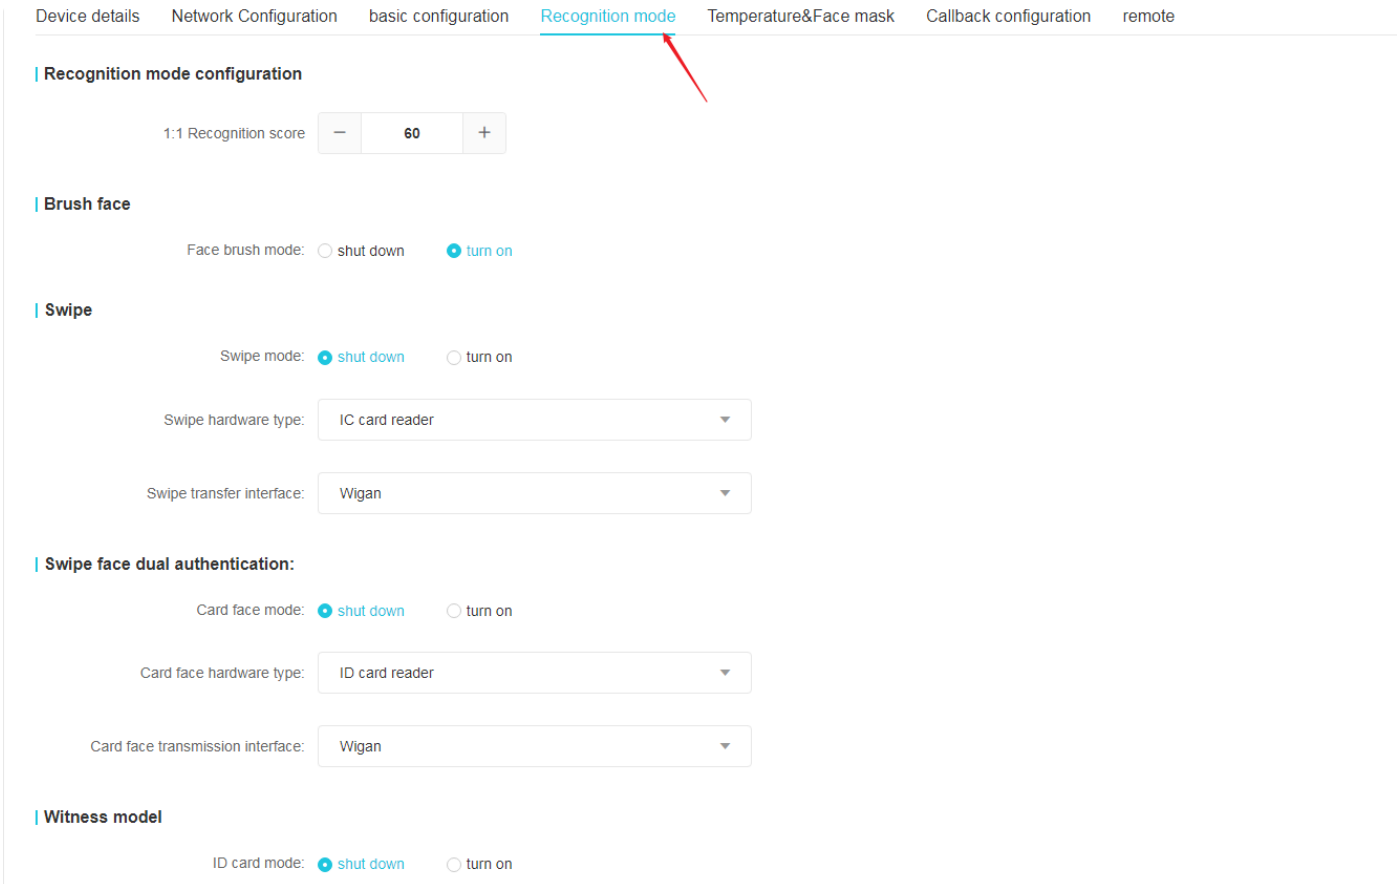 Device details Network Configuration basic configuration Recognition mode Temperature&Face mask Callback configuration remote
Recognition mode configuration
1:1 Recognition score − 60 +
Brush face
Face brush mode: shut down turn on
Swipe
Swipe mode: shut down turn on
Swipe hardware type: IC card reader
Swipe transfer interface: Wigan
Swipe face dual authentication:
Card face mode: shut down turn on
Card face hardware type: ID card reader
Card face transmission interface: Wigan
Witness model
ID card mode: shut down turn on